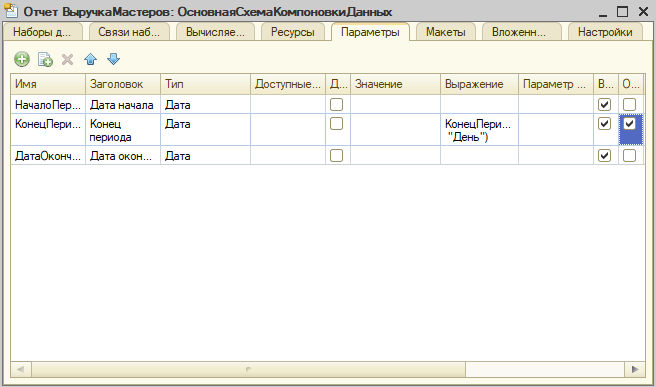 Отчет ВыручкаМастеров: ОсновнаяСхемаКомпоновкиДанных
Наборы д... Связи наб... Вычисляе... Ресурсы Параметры Макеты Вложенн... Настройки
Имя Заголовок Тип Доступные... Д... Значение Выражение Параметр ... В... О...
НачалоПер... Дата начала Дата
КонецПери... Конец Дата КонецПери...
периода "День")
ДатаОконч... Дата окон... Дата